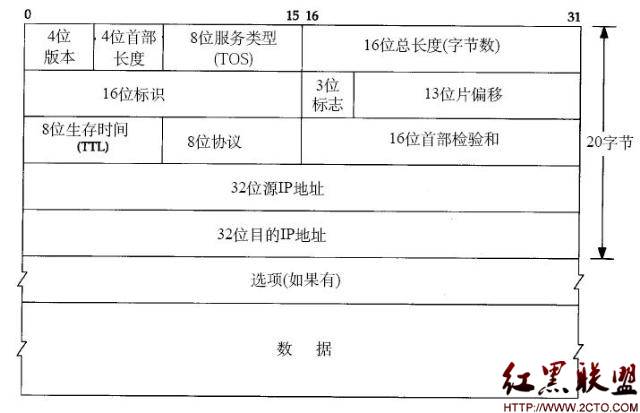 0 15 16 31
4位 4位首部 8位服务类型 16位总长度(字节数)
版本 长度 (TOS)
16位标识 3位 13位片偏移
标志
8位生存时间 8位协议 16位首部检验和 20字节
(TTL)
32位源IP地址
32位目的IP地址
选项(如果有)
数 据
红黑联盟
HTTP://WWW.2CTO.COM